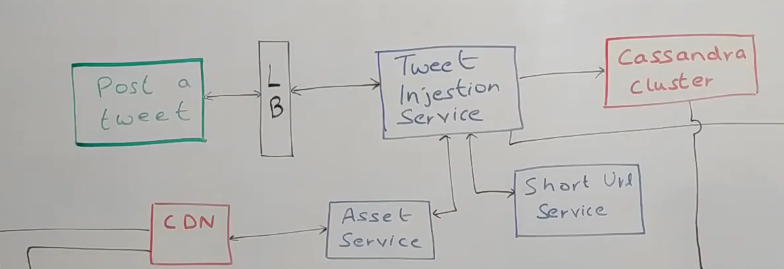 Post a
tweet
L
B
Tweet
Injestion
Service
Cassandra
Cluster
CDN
Asset
Service
Short Url
Service